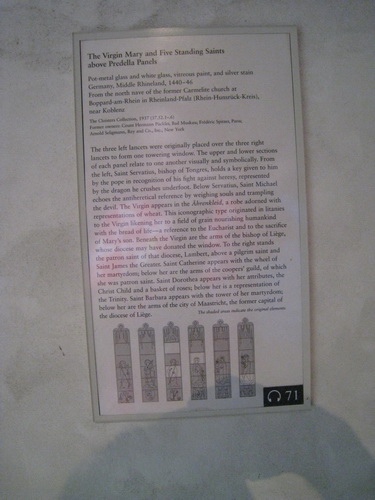 The Virgin Mary and Five Standing Saints
above Predella Panels
Pot-metal glass and white glass, vitreous paint, and silver stain
Germany, Middle Rhineland, 1440–46
From the north nave of the former Carmelite church at
Boppard-am-Rhein in Rheinland-Pfalz (Rhein-Hunsrück-Kreis),
near Koblenz
The Cloisters Collection, 1937
Former owners:
Arnold Seligmann, Rey and Co., Inc., New York
The three left lancets were originally placed over the three right
lancets to form one towering window. The upper and lower sections
of each panel relate to one another visually and symbolically. From
the left, Saint Servatius, bishop of Tongres, holds a key given to him
by the pope in recognition of his fight against heresy, represented
by the dragon he crushes underfoot. Below Servatius, Saint Michael
echoes the antiheretical reference by weighing souls and trampling
the devil. The Virgin appears in the Ährenkleid, a robe adorned with
representations of wheat. This iconographic type originated in litanies
to the Virgin likening her to a field of grain nourishing humankind
with the bread of life—a reference to the Eucharist and to the sacrifice
of Mary's son. Beneath the Virgin are the arms of the bishop of Liège,
whose diocese may have donated the window. To the right stands
the patron saint of that diocese, Lambert, above a pilgrim saint and
Saint James the Greater. Saint Catherine appears with the wheel of
her martyrdom; below her are the arms of the coopers' guild, of which
she was patron saint. Saint Dorothea appears with her attributes, the
Christ Child and a basket of roses; below her is a representation of
the Trinity. Saint Barbara appears with the tower of her martyrdom;
below her are the arms of the city of Maastricht, the former capital of
the diocese of Liège.
The shaded areas indicate the original elements
71